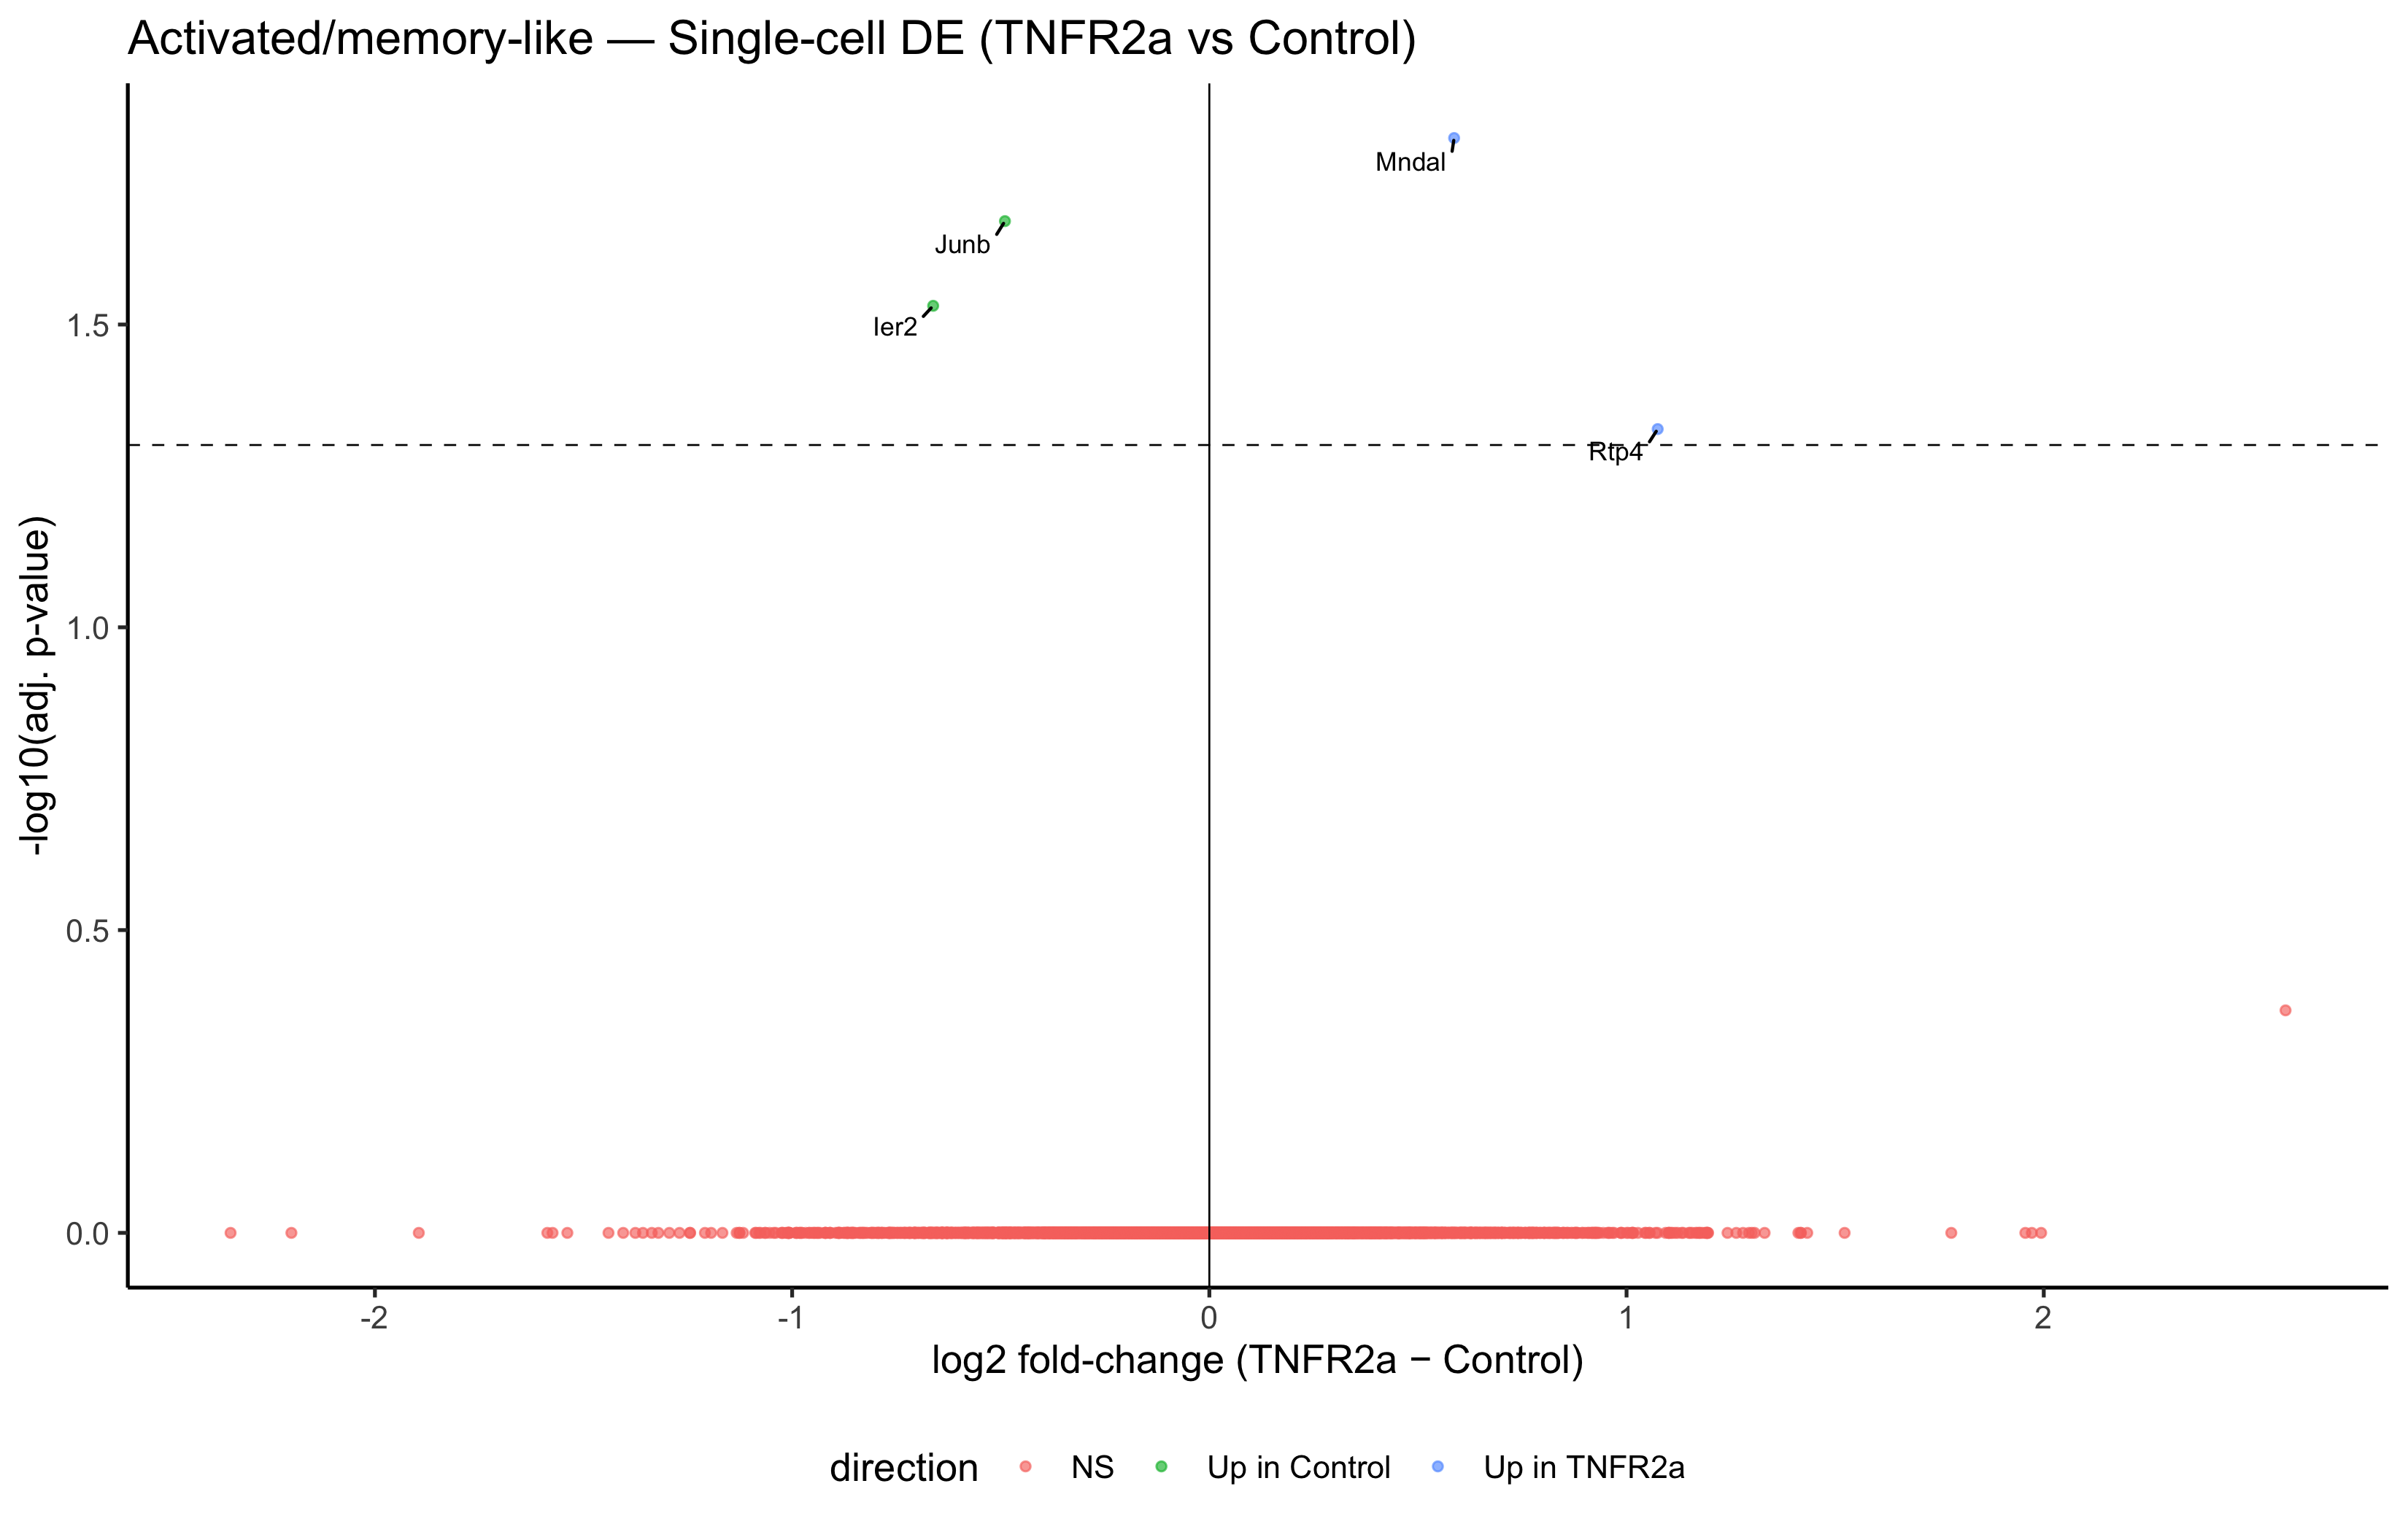 Activated/memory-like — Single-cell DE (TNFR2a vs Control)
Mndal
Junb
Ier2
Rtp4
1.5
1.0
0.5
0.0
-log10(adj. p-value)
-2
-1
0
1
2
log2 fold-change (TNFR2a − Control)
direction
NS
Up in Control
Up in TNFR2a